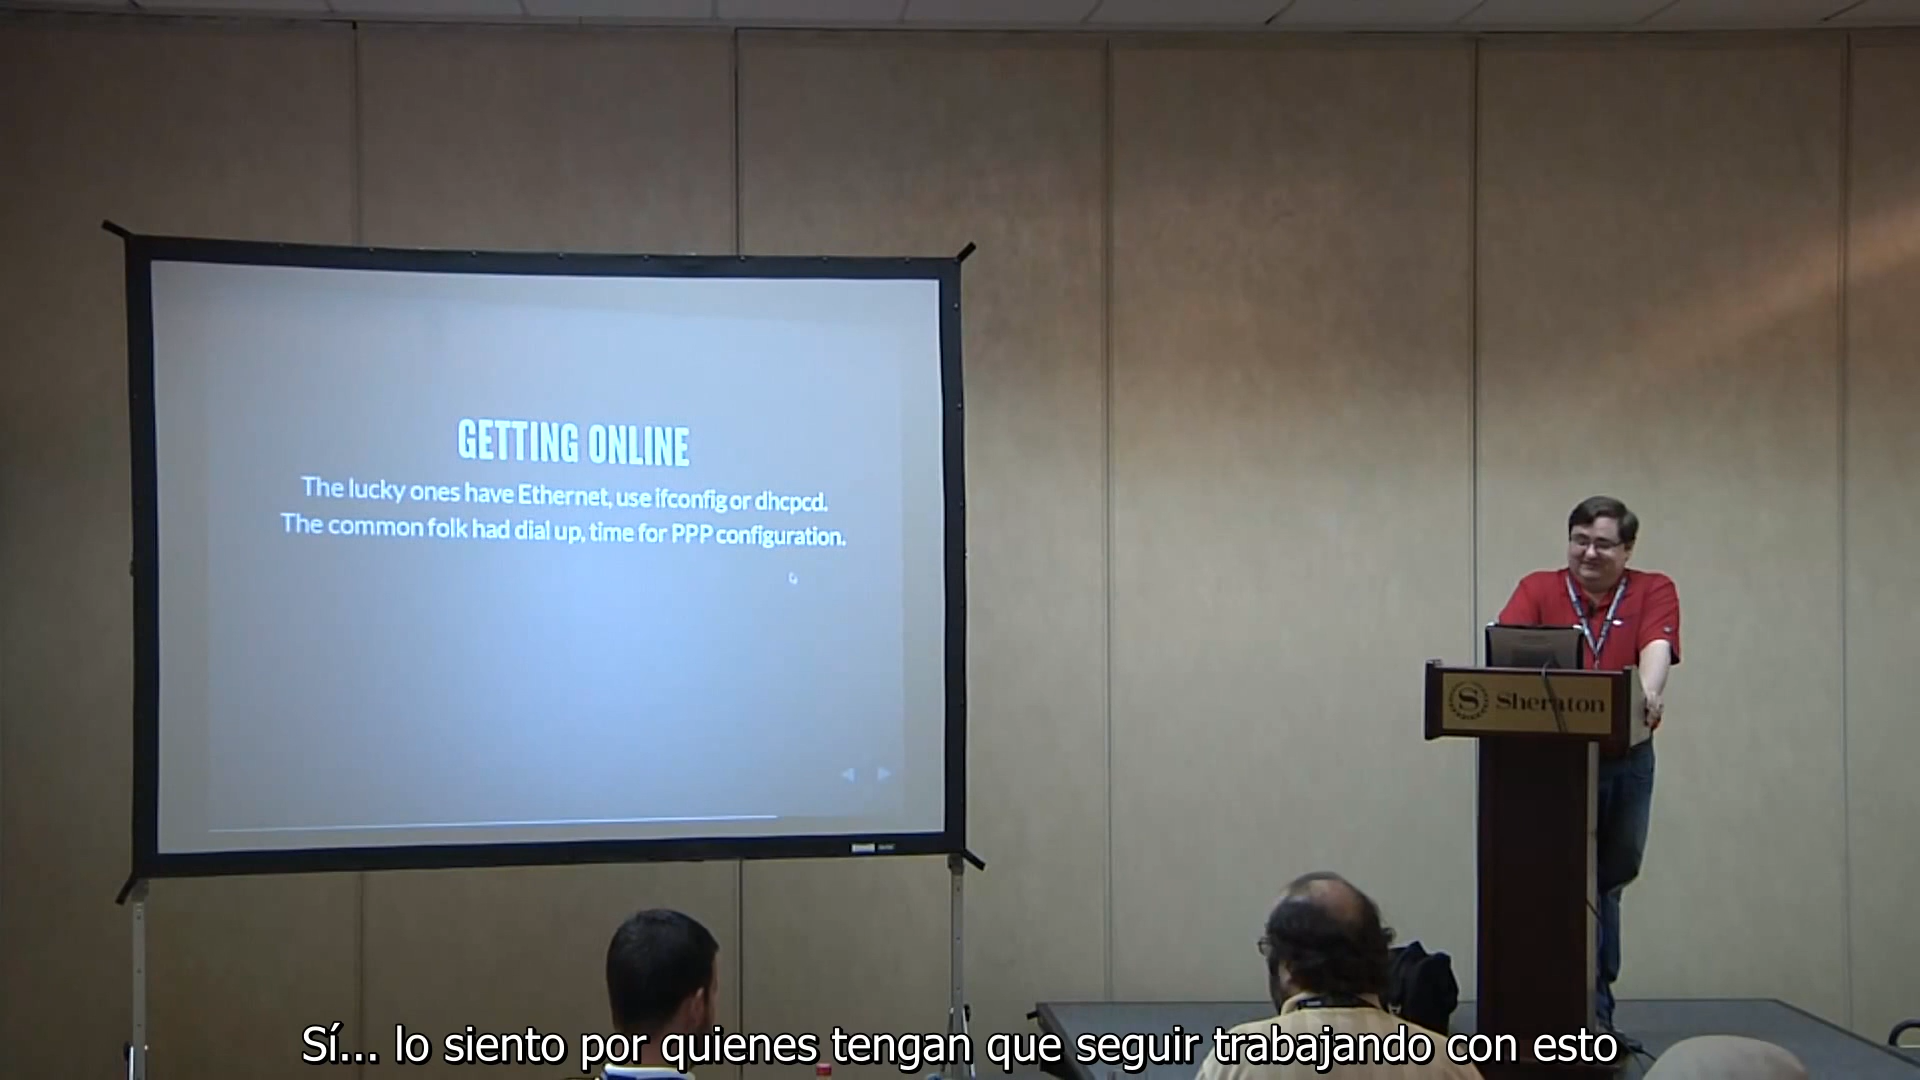 GETTING ONLINE
The lucky ones have Ethernet, use ifconfig or dhcpcd.
The common folk had dial up, time for PPP configuration.
S Sheraton
Sí... lo siento por quienes tengan que seguir trabajando con esto